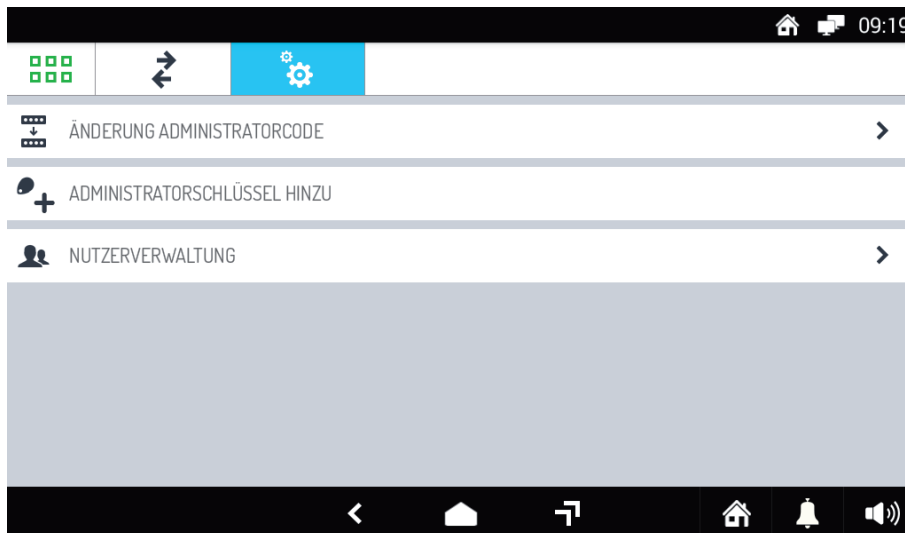 09:19
ÄNDERUNG ADMINISTRATORCODE
ADMINISTRATORSCHLÜSSEL HINZU
NUTZERVERWALTUNG